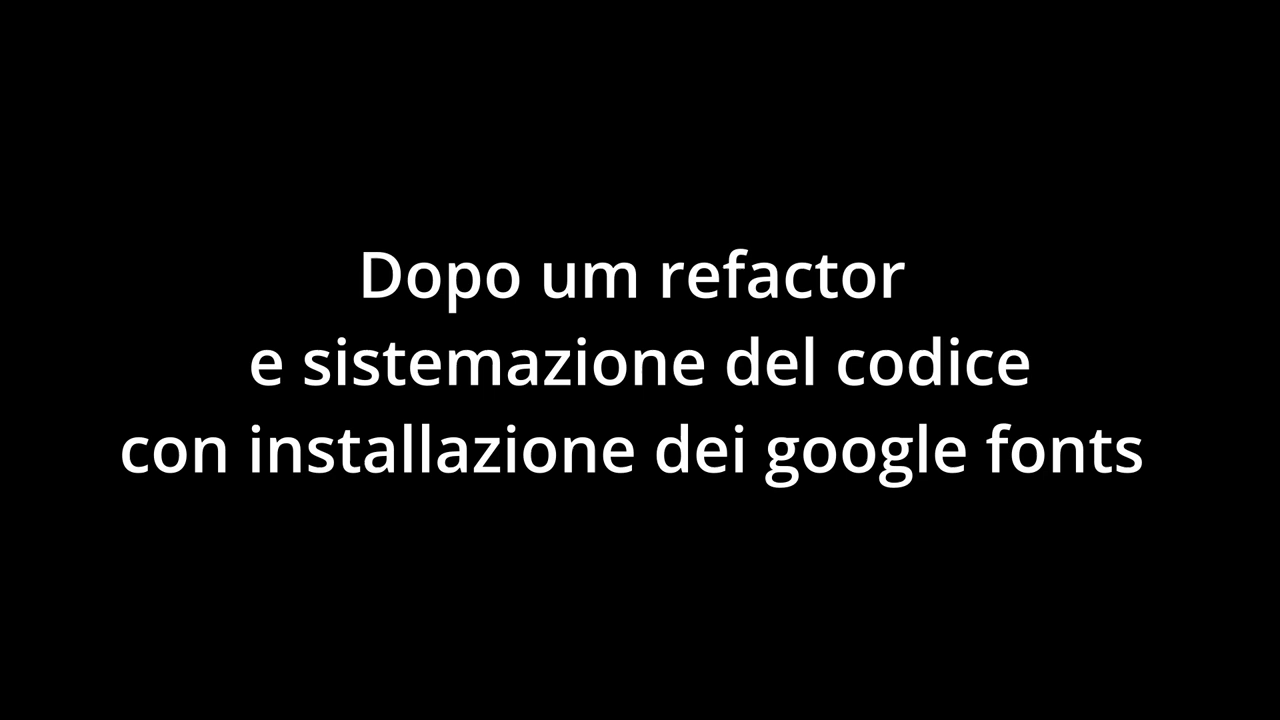 Dopo um refactor
e sistemazione del codice
con installazione dei google fonts